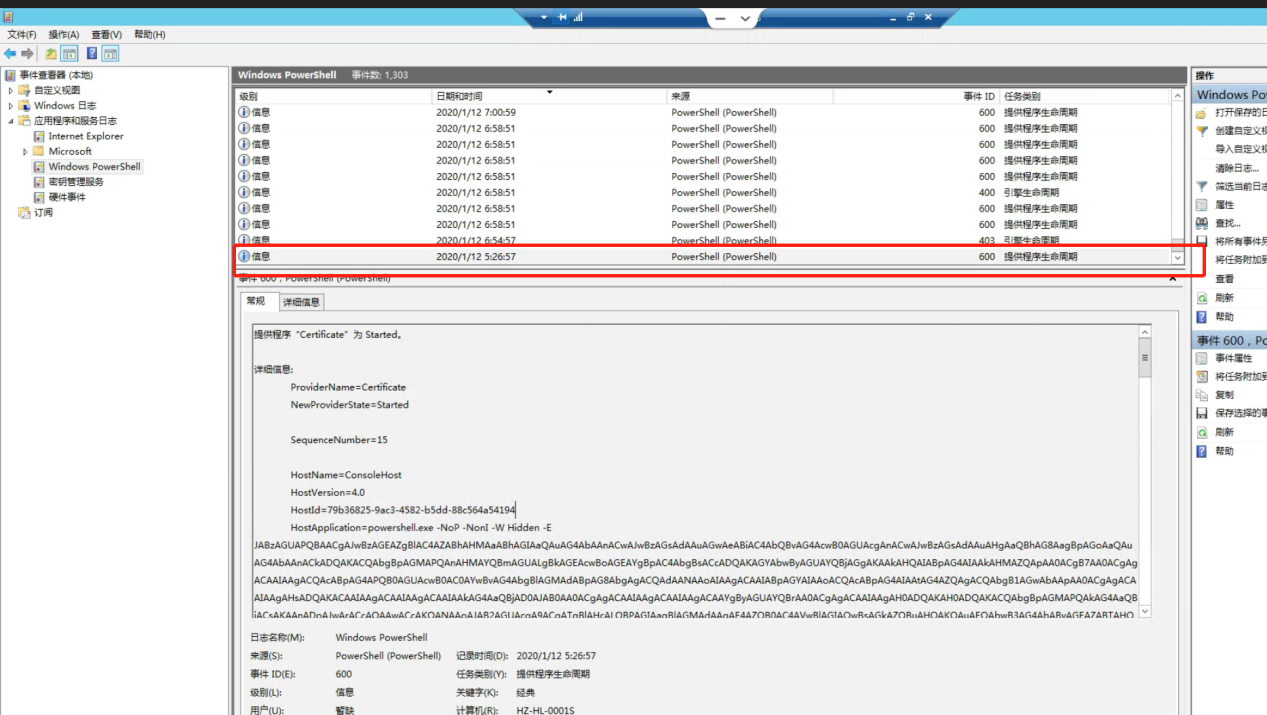 文件(F) 操作(A) 查看(V) 帮助(H)
事件查看器 (本地)
自定义视图
Windows 日志
应用程序和服务日志
Internet Explorer
Microsoft
Windows PowerShell
密钥管理服务
硬件事件
订阅
Windows PowerShell 事件数: 1,303
级别 日期和时间 来源 事件 ID 任务类别
信息 2020/1/12 7:00:59 PowerShell (PowerShell) 600 提供程序生命周期
信息 2020/1/12 6:58:51 PowerShell (PowerShell) 600 提供程序生命周期
信息 2020/1/12 6:58:51 PowerShell (PowerShell) 600 提供程序生命周期
信息 2020/1/12 6:58:51 PowerShell (PowerShell) 600 提供程序生命周期
信息 2020/1/12 6:58:51 PowerShell (PowerShell) 600 提供程序生命周期
信息 2020/1/12 6:58:51 PowerShell (PowerShell) 400 引擎生命周期
信息 2020/1/12 6:58:51 PowerShell (PowerShell) 600 提供程序生命周期
信息 2020/1/12 6:58:51 PowerShell (PowerShell) 600 提供程序生命周期
信息 2020/1/12 6:54:57 PowerShell (PowerShell) 403 引擎生命周期
信息 2020/1/12 5:26:57 PowerShell (PowerShell) 600 提供程序生命周期
事件 600，PowerShell (PowerShell)
常规 详细信息
提供程序 "Certificate" 为 Started。
详细信息:
ProviderName=Certificate
NewProviderState=Started
SequenceNumber=15
HostName=ConsoleHost
HostVersion=4.0
HostId=79b36825-9ac3-4582-b5dd-88c564a54194
HostApplication=powershell.exe -NoP -NonI -W Hidden -E
日志名称(M): Windows PowerShell
来源(S): PowerShell (PowerShell) 记录时间(D): 2020/1/12 5:26:57
事件 ID(E): 600 任务类别(Y): 提供程序生命周期
级别(L): 信息 关键字(K): 经典
用户(U): 暂缺 计算机(R): HZ-HL-0001S
操作
Windows Po
打开保存的日
创建自定义视
导入自定义视
清除日志...
筛选当前日志
属性
查找...
将所有事件另
将任务附加到
查看
刷新
帮助
事件 600，Po
事件属性
将任务附加到
复制
保存选择的事
刷新
帮助